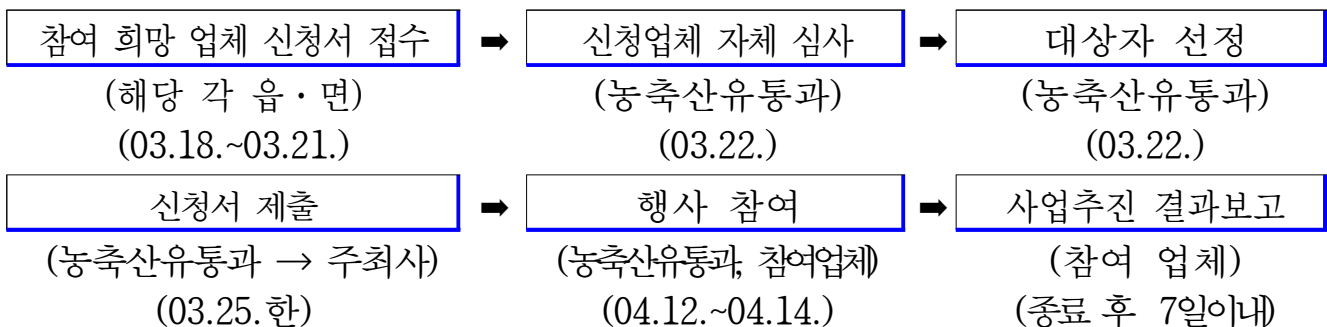 참여 희망 업체 신청서 접수 ➡ 신청업체 자체 심사 ➡ 대상자 선정
(해당 각 읍・면) (농축산유통과) (농축산유통과)
(03.18.~03.21.) (03.22.) (03.22.)
신청서 제출 ➡ 행사 참여 ➡ 사업추진 결과보고
(농축산유통과 → 주최사) (농축산유통과, 참여업체) (참여 업체)
(03.25.한) (04.12.~04.14.) (종료 후 7일이내)